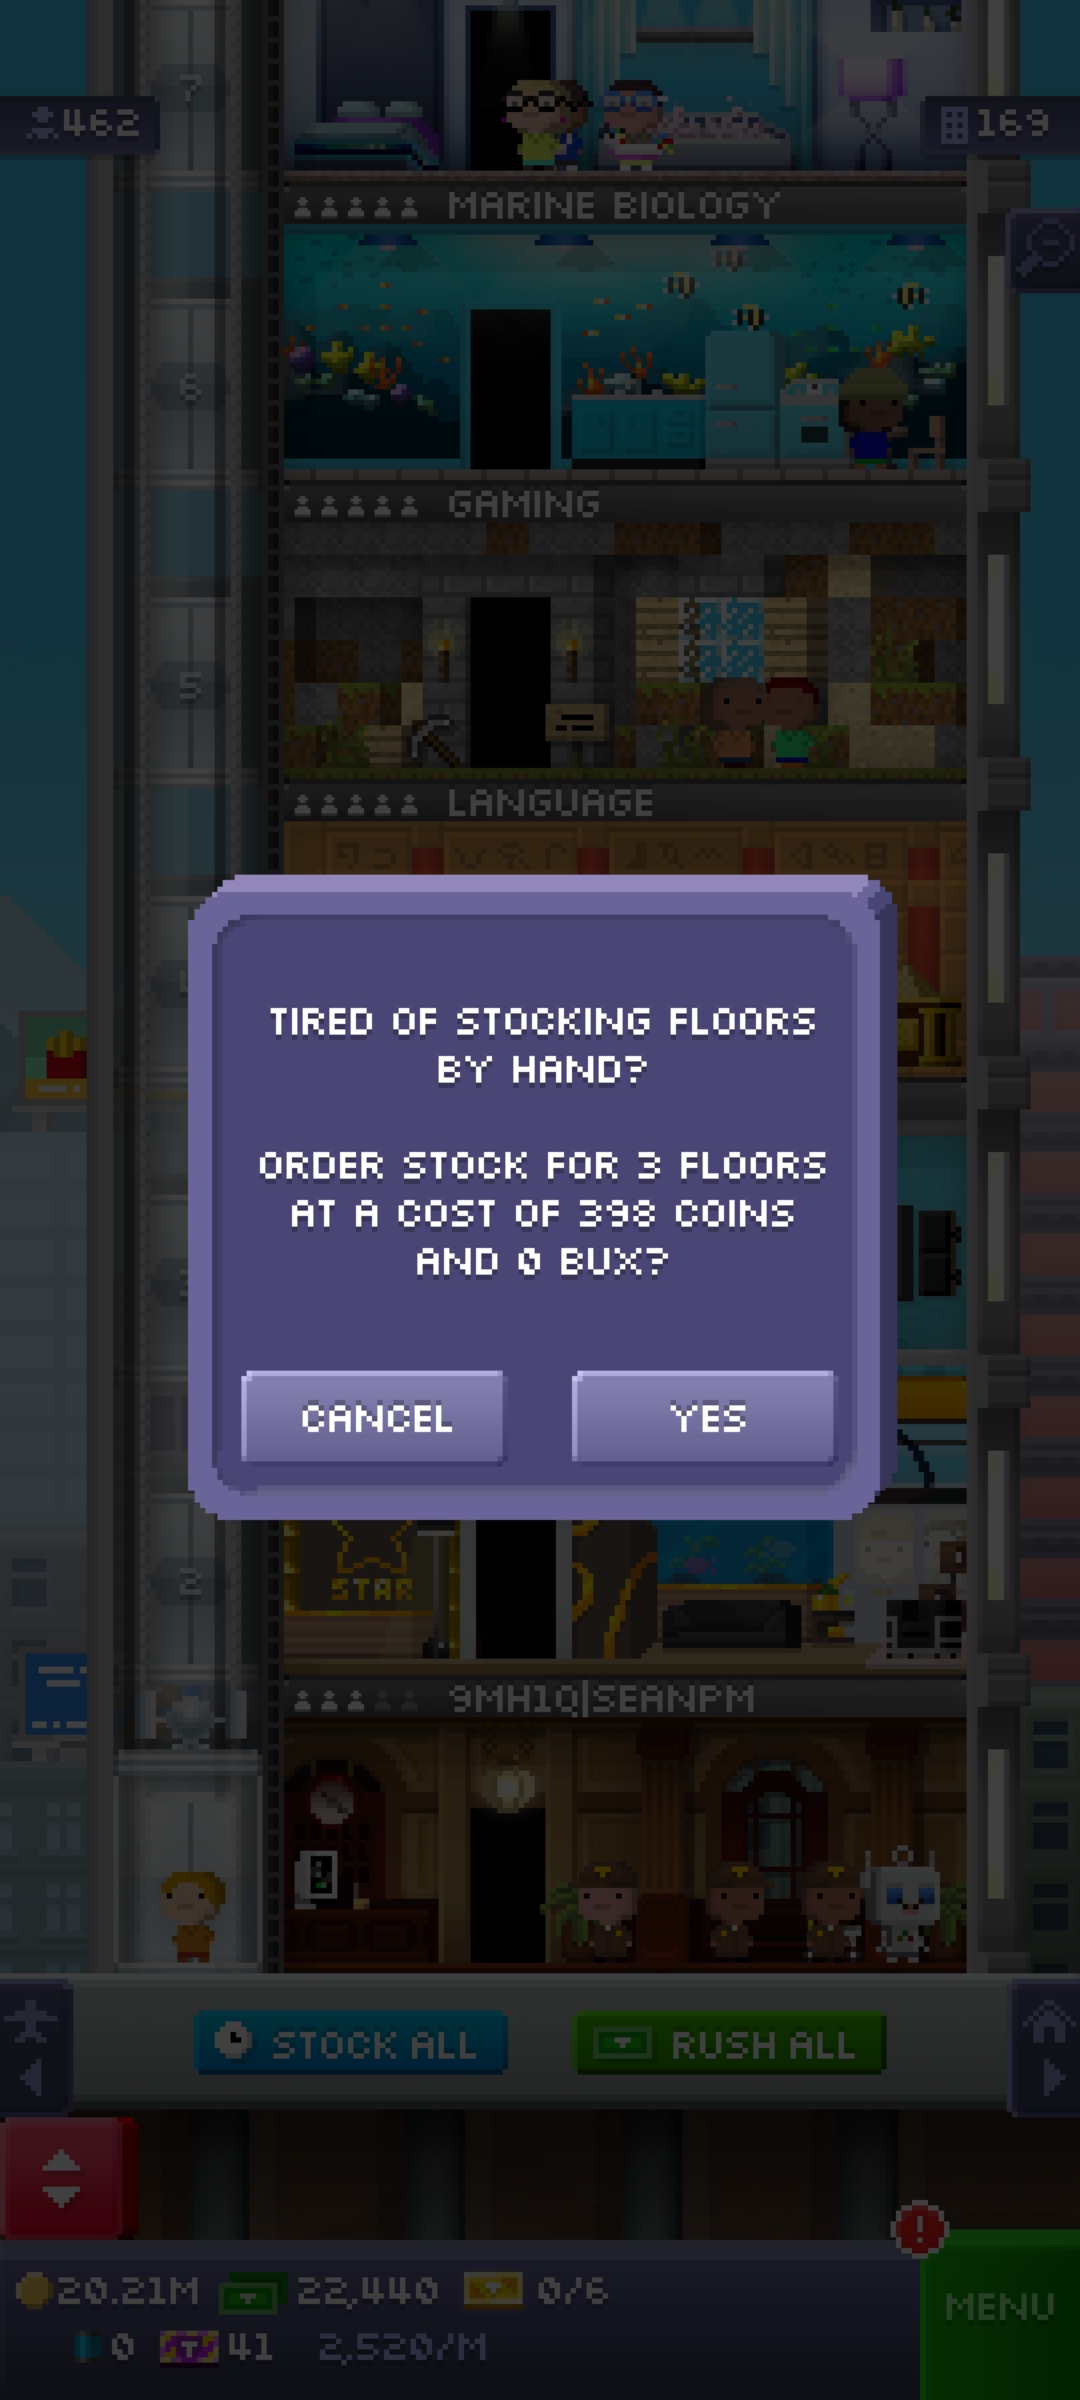 7
462
169
MARINE BIOLOGY
6
GAMING
5
LANGUAGE
TIRED OF STOCKING FLOORS
BY HAND?
ORDER STOCK FOR 3 FLOORS
AT A COST OF 398 COINS
AND 0 BUX?
CANCEL
YES
2
STAR
9MH1Q|SEANPM
STOCK ALL
RUSH ALL
20.21M
22,440
0/6
MENU
0
41
2,520/M